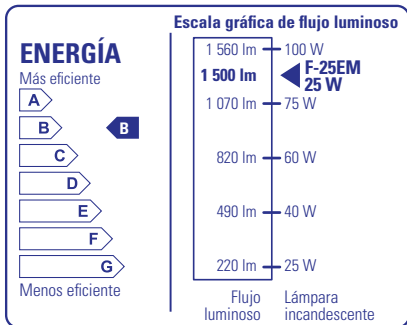 Escala gráfica de flujo luminoso
ENERGÍA
Más eficiente
A
B
B
C
D
E
F
G
Menos eficiente
1 560 lm 100 W
1 500 lm F-25EM
25 W
1 070 lm 75 W
820 lm 60 W
490 lm 40 W
220 lm 25 W
Flujo luminoso
Lámpara incandescente